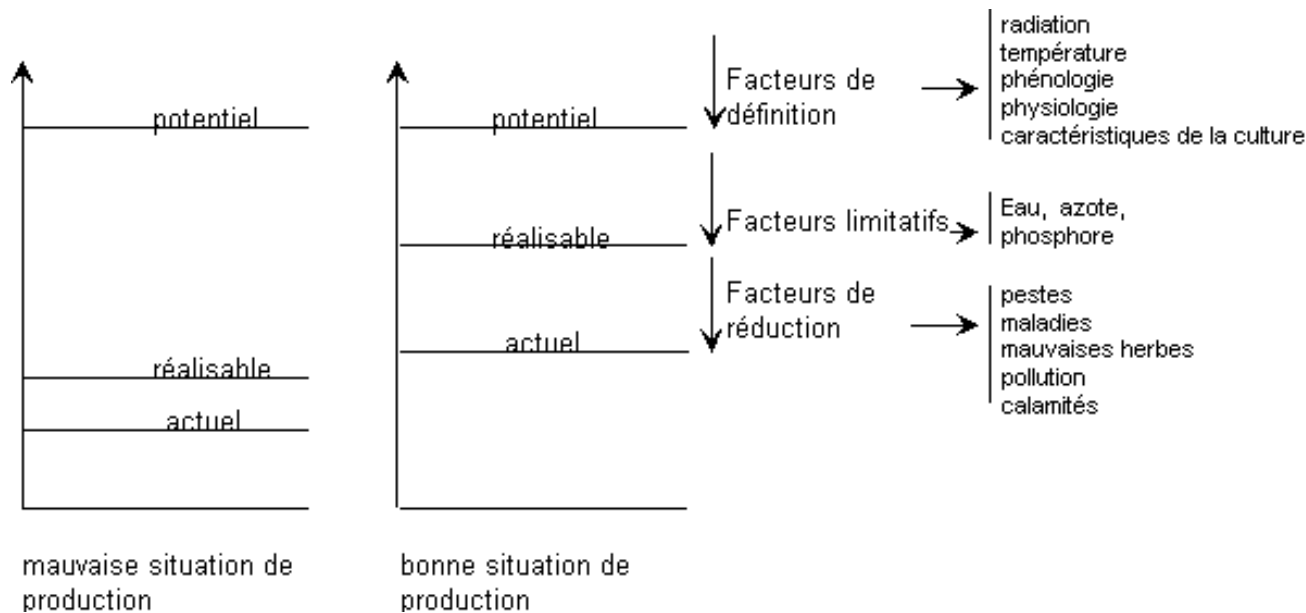 potentiel
réalisable
actuel
mauvaise situation de
production
potentiel
réalisable
actuel
bonne situation de
production
Facteurs de
définition
radiation
température
phénologie
physiologie
caractéristiques de la culture
Facteurs limitatifs
Eau, azote,
phosphore
Facteurs de
réduction
pestes
maladies
mauvaises herbes
pollution
calamités